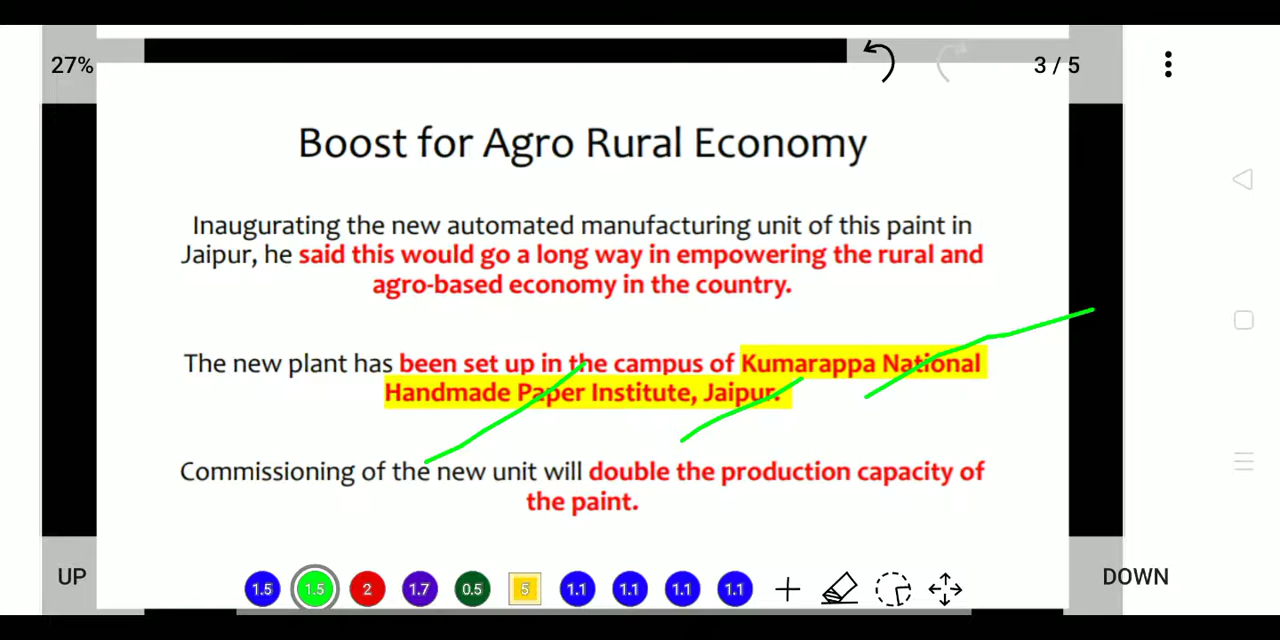 27%
3 / 5
Boost for Agro Rural Economy
Inaugurating the new automated manufacturing unit of this paint in
Jaipur, he said this would go a long way in empowering the rural and
agro-based economy in the country.
The new plant has been set up in the campus of Kumarappa National
Handmade Paper Institute, Jaipur.
Commissioning of the new unit will double the production capacity of
the paint.
UP
DOWN
1.5 1.5 2 1.7 0.5 5 1.1 1.1 1.1 1.1